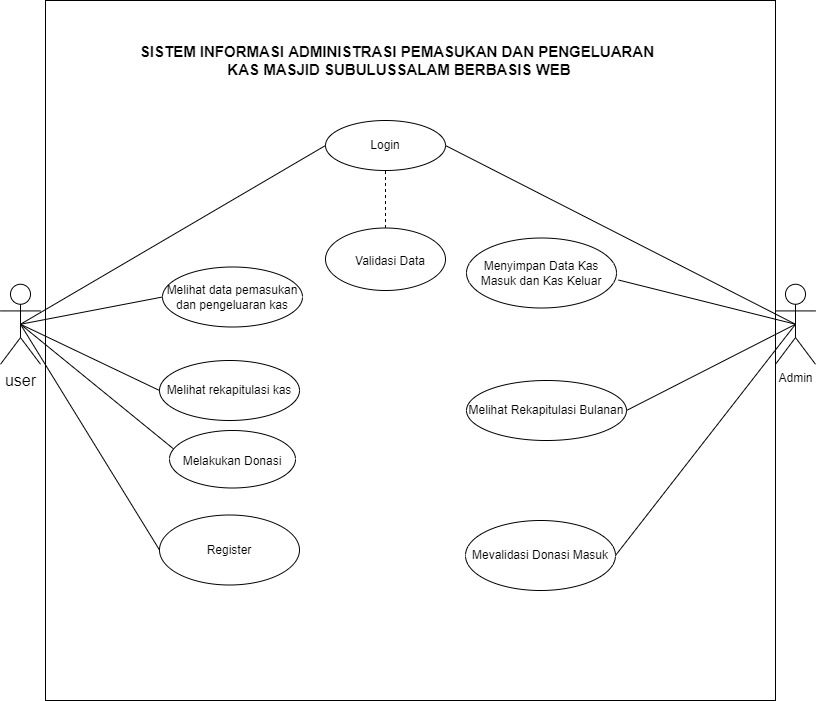 SISTEM INFORMASI ADMINISTRASI PEMASUKAN DAN PENGELUARAN
KAS MASJID SUBULUSSALAM BERBASIS WEB
Login
Validasi Data
Menyimpan Data Kas
Masuk dan Kas Keluar
Melihat data pemasukan
dan pengeluaran kas
user
Admin
Melihat rekapitulasi kas
Melihat Rekapitulasi Bulanan
Melakukan Donasi
Register
Mevalidasi Donasi Masuk